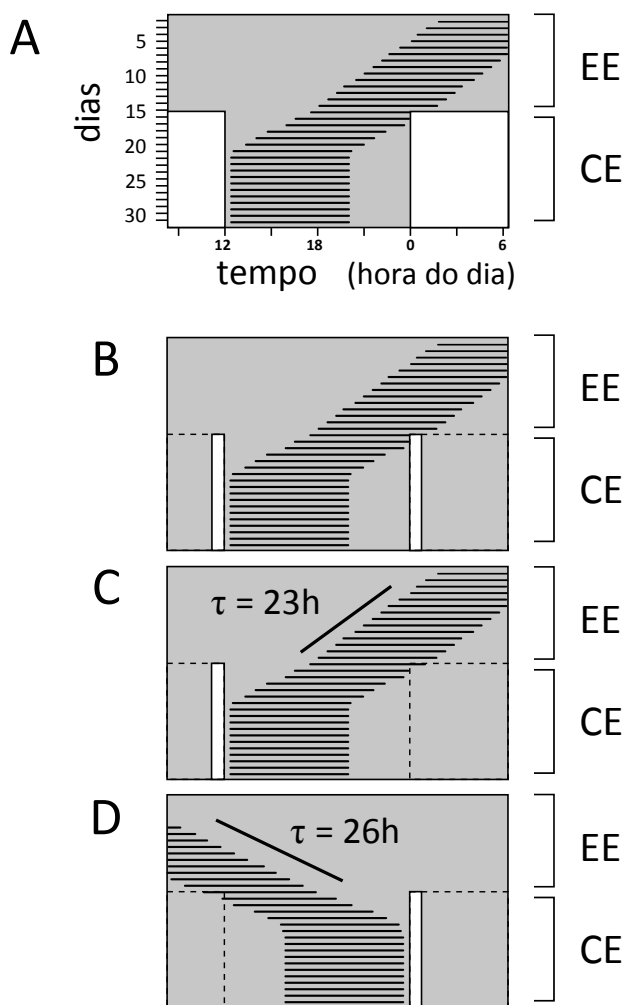 A
dias
5
10
15
20
25
30
EE
CE
12 18 0 6
tempo (hora do dia)
B
EE
CE
C
τ = 23h
EE
CE
D
τ = 26h
EE
CE